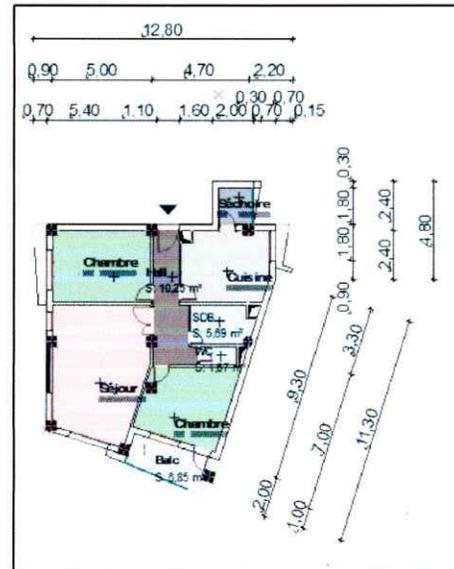 12,80
0,90 5,00 4,70 2,20
0,30 0,70
0,70 5,40 1,10 1,60 2,00 0,70 0,15
0,30
1,80
1,80
0,90
2,40
2,40
4,80
Séchoire
Chambre
Hall
S: 10,25 m²
Cuisine
SDB
S: 5,89 m²
WC
S: 1,67 m²
Séjour
Chambre
Balc
S: 5,85 m²
3,30
9,30
7,00
11,30
2,00
1,00